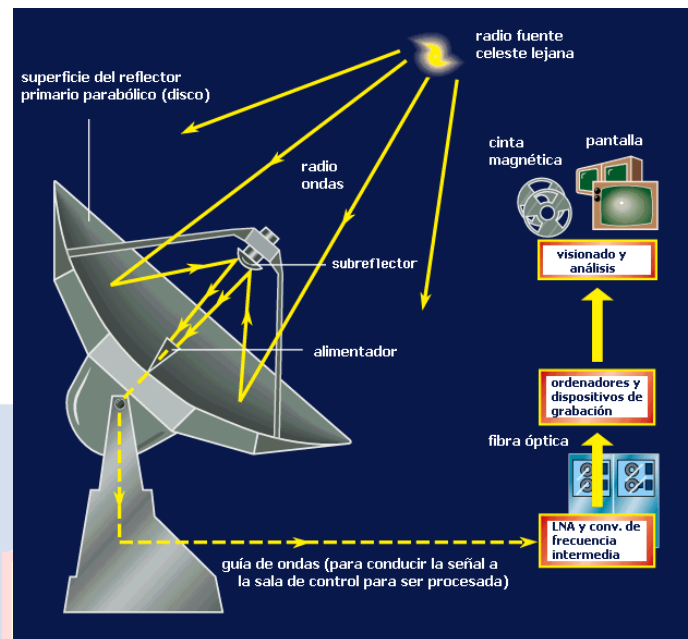 radio fuente
celeste lejana
superficie del reflector
primario parabólico (disco)
cinta
magnética
pantalla
radio
ondas
subreflector
visionado y
análisis
alimentador
ordenadores y
dispositivos de
grabación
fibra óptica
LNA y conv. de
frecuencia
intermedia
guía de ondas (para conducir la señal a
la sala de control para ser procesada)